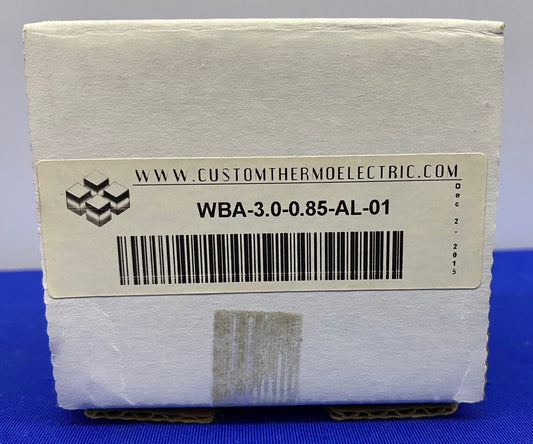 WWW.CUSTOMTHERMOELECTRIC.COM
WBA-3.0-0.85-AL-01
Dec 2, 2015